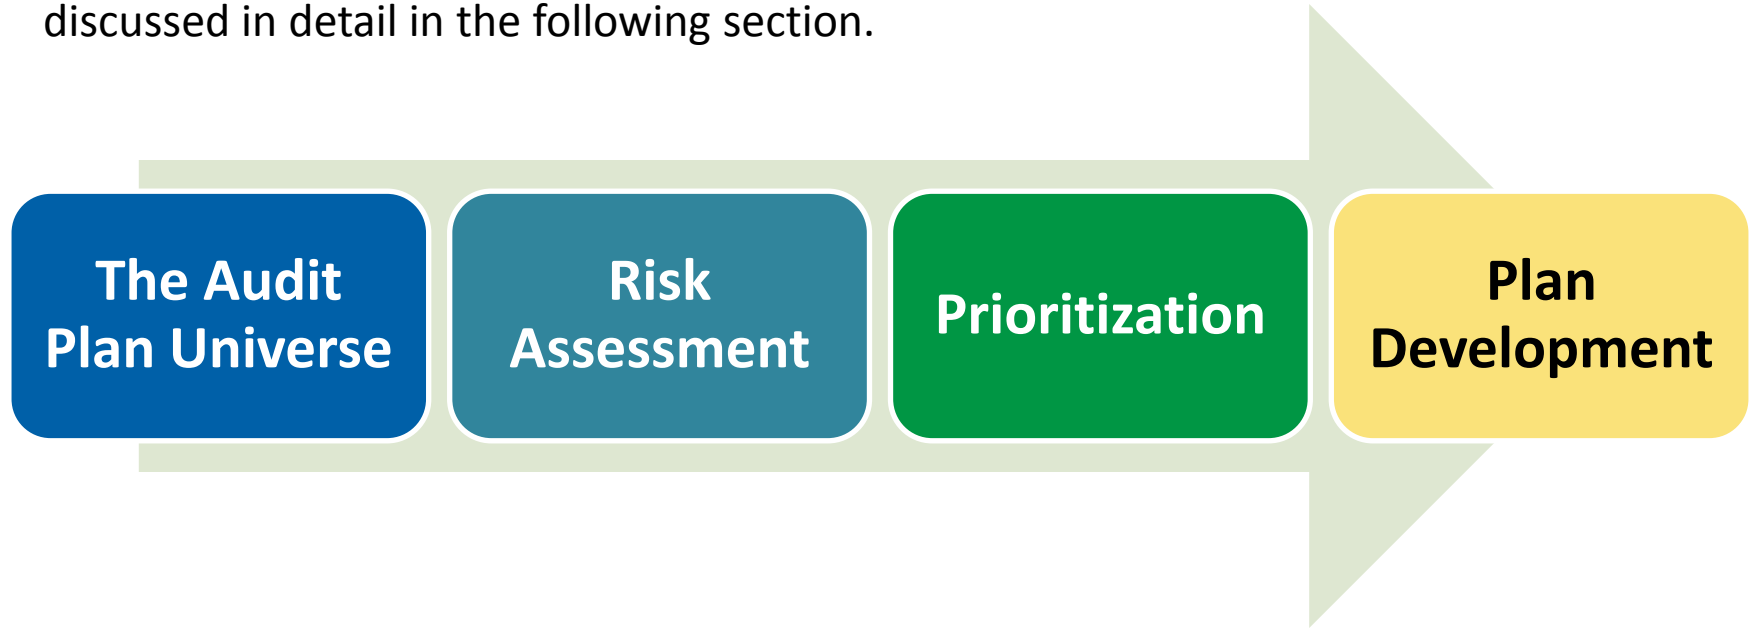 discussed in detail in the following section.
The Audit
Plan Universe
Risk
Assessment
Prioritization
Plan
Development